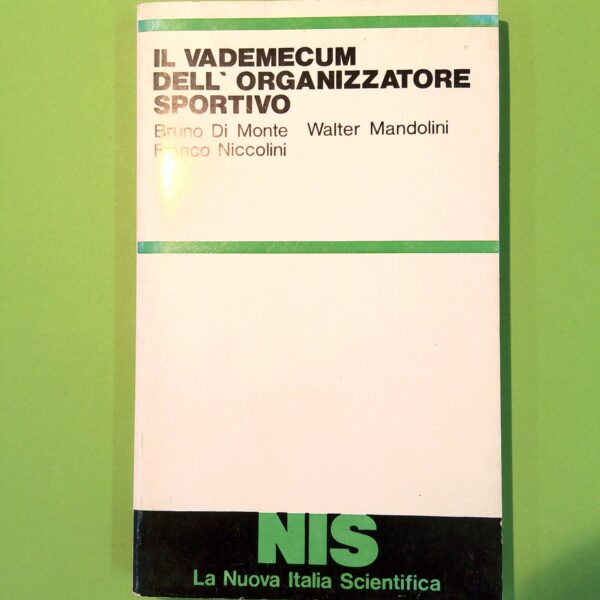 IL VADEMECUM
DELL` ORGANIZZATORE
SPORTIVO
Bruno Di Monte Walter Mandolini
Franco Niccolini
NIS
La Nuova Italia Scientifica